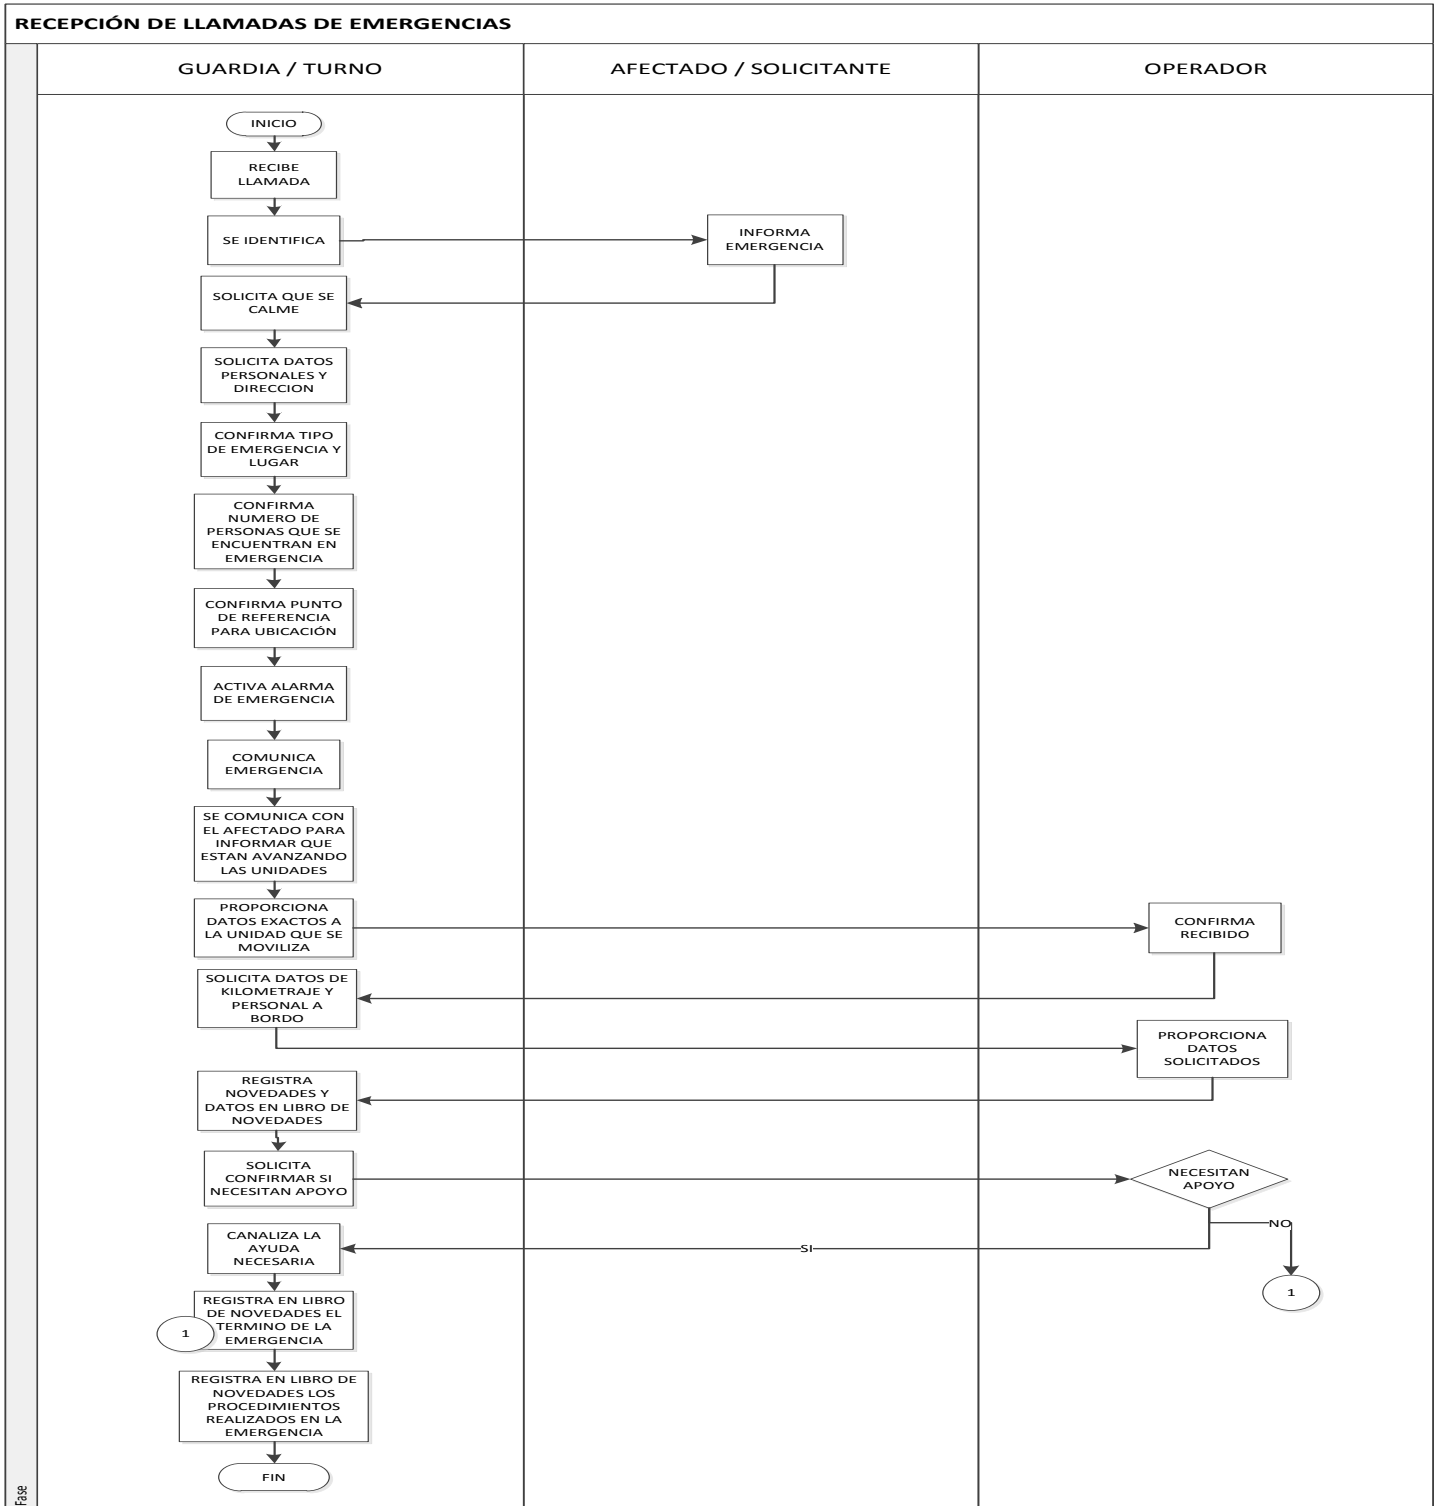 RECEPCIÓN DE LLAMADAS DE EMERGENCIAS
GUARDIA / TURNO
AFECTADO / SOLICITANTE
OPERADOR
INICIO
RECIBE
LLAMADA
SE IDENTIFICA
INFORMA
EMERGENCIA
SOLICITA QUE SE
CALME
SOLICITA DATOS
PERSONALES Y
DIRECCION
CONFIRMA TIPO
DE EMERGENCIA Y
LUGAR
CONFIRMA
NUMERO DE
PERSONAS QUE SE
ENCUENTRAN EN
EMERGENCIA
CONFIRMA PUNTO
DE REFERENCIA
PARA UBICACIÓN
ACTIVA ALARMA
DE EMERGENCIA
COMUNICA
EMERGENCIA
SE COMUNICA CON
EL AFECTADO PARA
INFORMAR QUE
ESTAN AVANZANDO
LAS UNIDADES
PROPORCIONA
DATOS EXACTOS A
LA UNIDAD QUE SE
MOVILIZA
CONFIRMA
RECIBIDO
SOLICITA DATOS DE
KILOMETRAJE Y
PERSONAL A
BORDO
PROPORCIONA
DATOS
SOLICITADOS
REGISTRA
NOVEDADES Y
DATOS EN LIBRO DE
NOVEDADES
SOLICITA
CONFIRMAR SI
NECESITAN APOYO
NECESITAN
APOYO
NO
SI
1
CANALIZA LA
AYUDA
NECESARIA
REGISTRA EN LIBRO
DE NOVEDADES EL
TERMINO DE LA
EMERGENCIA
1
REGISTRA EN LIBRO DE
NOVEDADES LOS
PROCEDIMIENTOS
REALIZADOS EN LA
EMERGENCIA
FIN
Fase